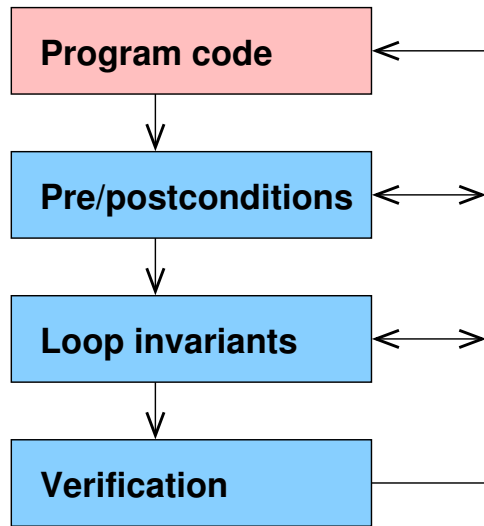 Program code
Pre/postconditions
Loop invariants
Verification